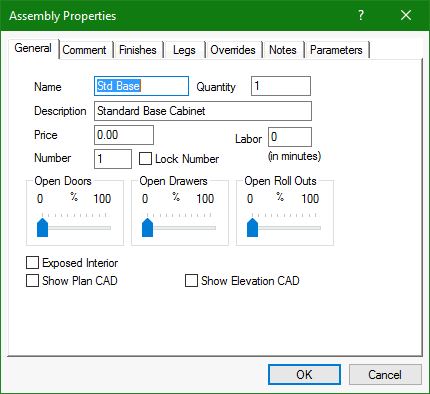 Assembly Properties
General Comment Finishes Legs Overrides Notes Parameters
Name Std Base Quantity 1
Description Standard Base Cabinet
Price 0.00 Labor 0
Number 1 Lock Number (in minutes)
Open Doors Open Drawers Open Roll Outs
0 % 100 0 % 100 0 % 100
Exposed Interior
Show Plan CAD Show Elevation CAD
OK Cancel